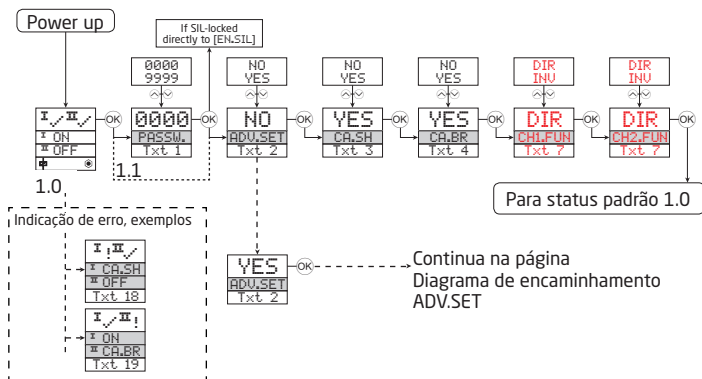 Power up
If SIL-locked
directly to [EN.SIL]
0000
9999
NO
YES
NO
YES
NO
YES
DIR
INV
DIR
INV
I ✓ II ✓
I ON
II OFF
OK
0000
PASSW.
Txt 1
OK
NO
ADV.SET
Txt 2
OK
YES
CA.SH
Txt 3
OK
YES
CA.BR
Txt 4
OK
DIR
CH1.FUN
Txt 7
OK
DIR
CH2.FUN
Txt 7
OK
1.0
1.1
Para status padrão 1.0
Indicação de erro, exemplos
I ! II ✓
I CA.SH
II OFF
Txt 18
I ✓ II !
I ON
II CA.BR
Txt 19
YES
ADV.SET
Txt 2
OK
Continua na página
Diagrama de encaminhamento
ADV.SET